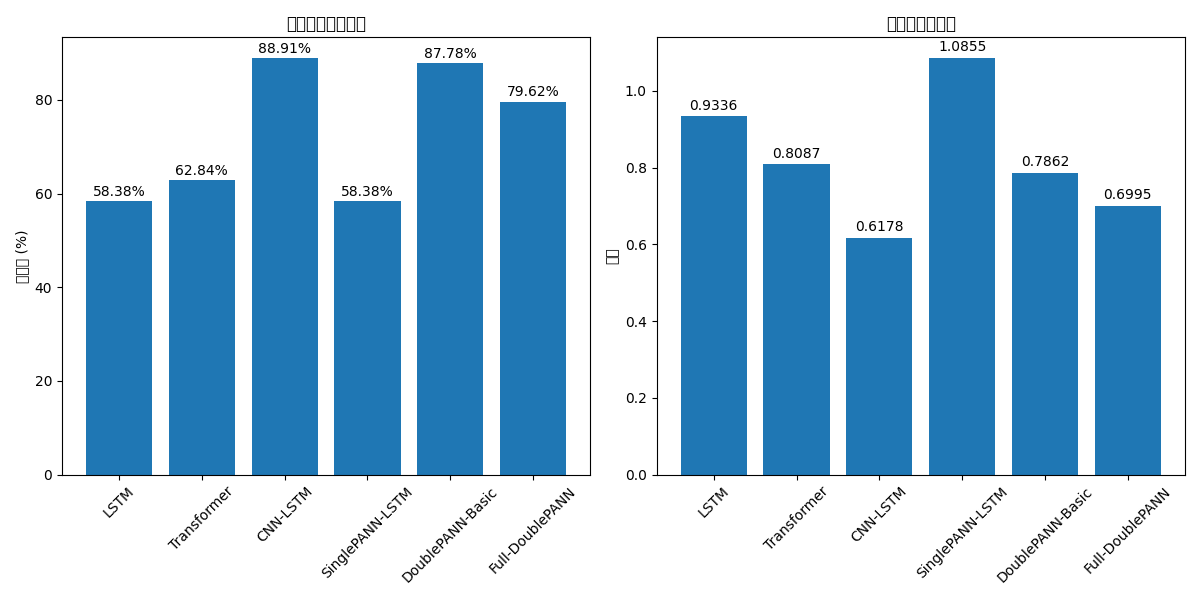 88.91%
87.78%
79.62%
62.84%
58.38%
58.38%
(%)
80
60
40
20
0
LSTM
Transformer
CNN-LSTM
SinglePANN-LSTM
DoublePANN-Basic
Full-DoublePANN
1.0855
0.9336
0.8087
0.7862
0.6995
0.6178
1.0
0.8
0.6
0.4
0.2
0.0
LSTM
Transformer
CNN-LSTM
SinglePANN-LSTM
DoublePANN-Basic
Full-DoublePANN